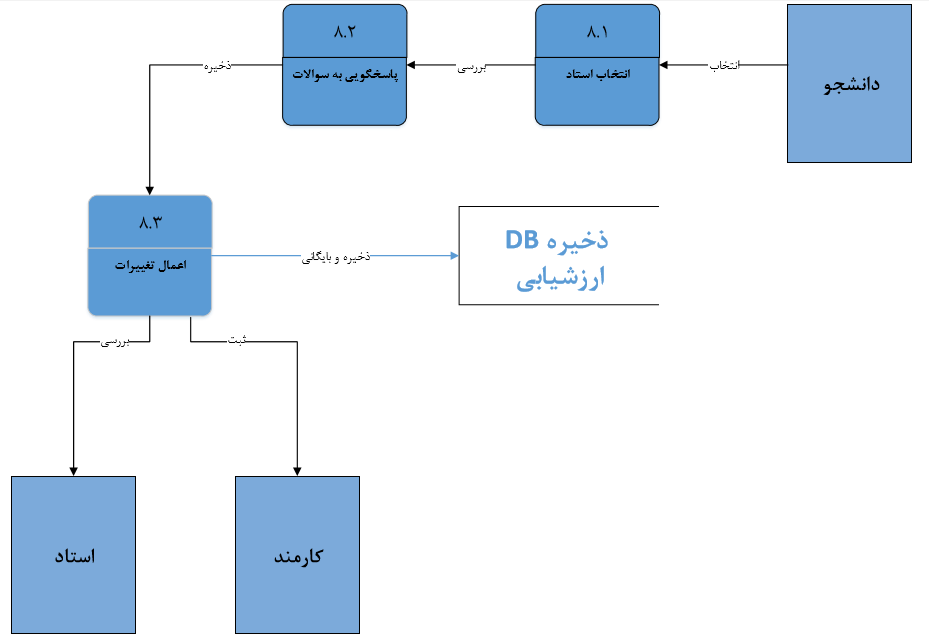 دانشجو
انتخاب
۸.۱
انتخاب استاد
بررسی
۸.۲
پاسخگویی به سوالات
ذخیره
۸.۳
اعمال تغییرات
ذخیره و بایگانی
ذخیره DB
ارزشیابی
ثبت
بررسی
کارمند
استاد